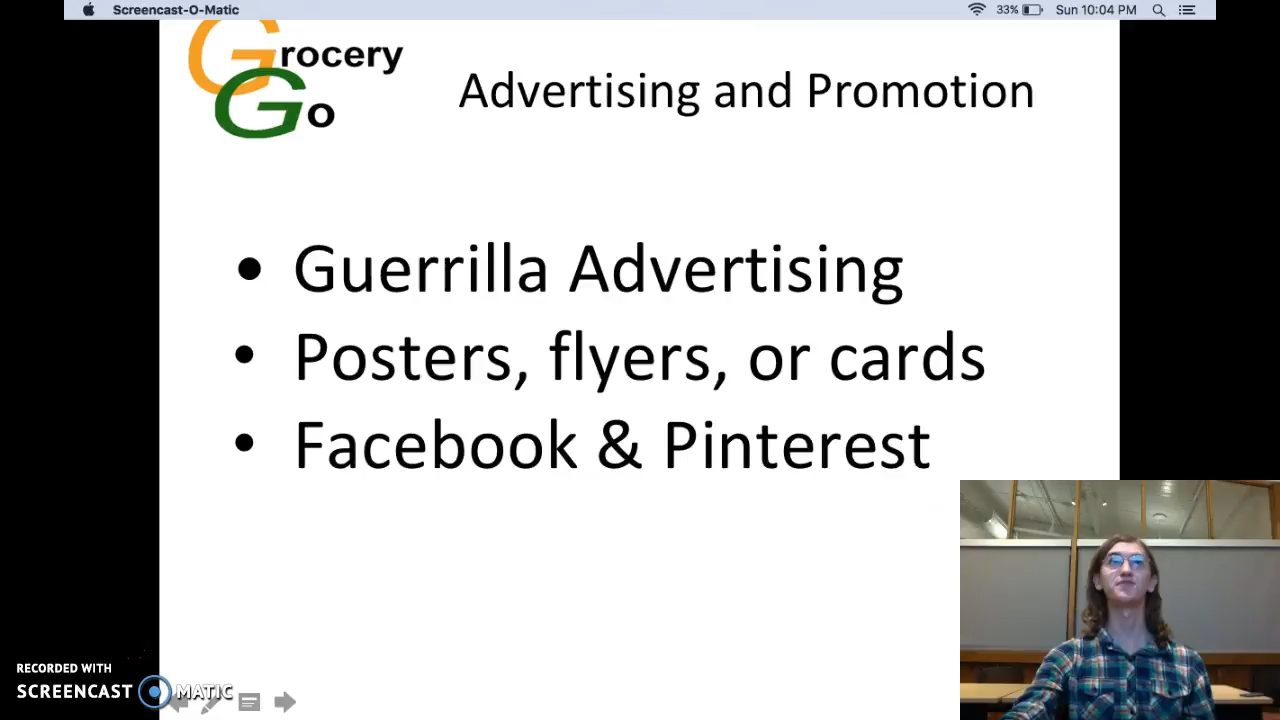 Screencast-O-Matic
33%
Sun 10:04 PM
Grocery
Go
Advertising and Promotion
• Guerrilla Advertising
• Posters, flyers, or cards
• Facebook & Pinterest
RECORDED WITH
SCREENCAST-O-MATIC